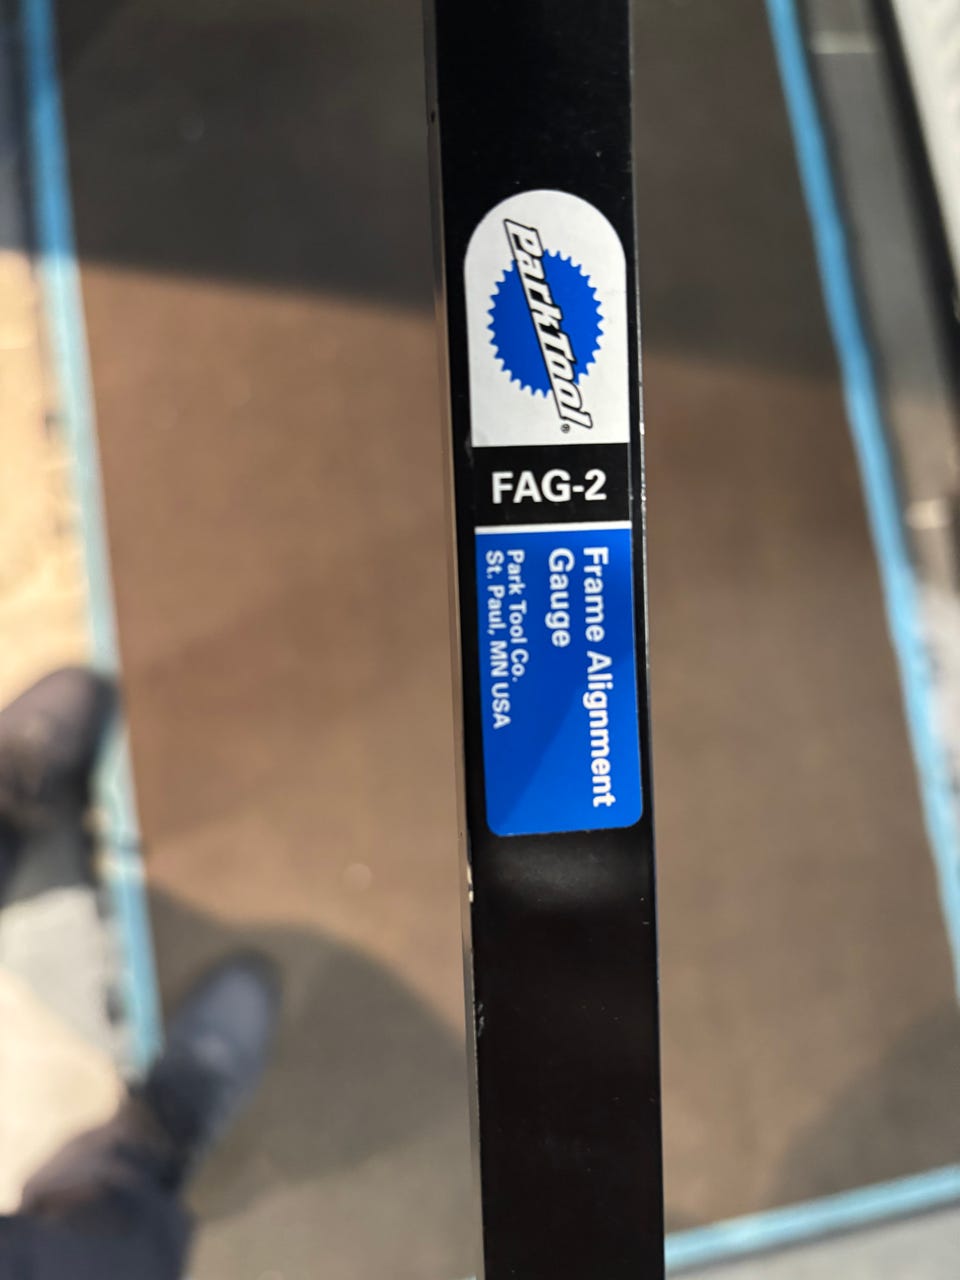 ParkTool®
FAG-2
Frame Alignment
Gauge
Park Tool Co.
St. Paul, MN USA